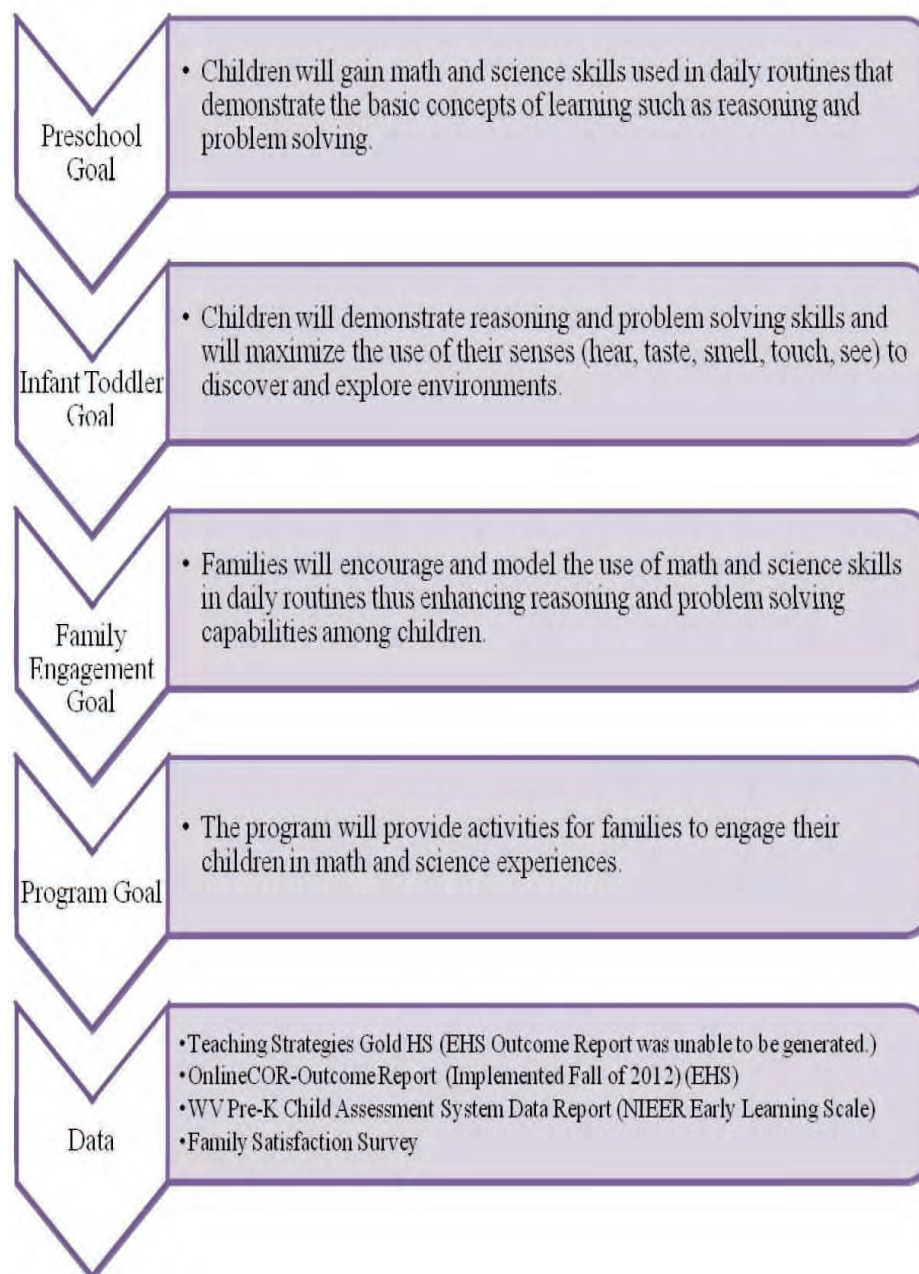 Preschool
Goal
• Children will gain math and science skills used in daily routines that
demonstrate the basic concepts of learning such as reasoning and
problem solving.
Infant Toddler
Goal
• Children will demonstrate reasoning and problem solving skills and
will maximize the use of their senses (hear, taste, smell, touch, see) to
discover and explore environments.
Family
Engagement
Goal
• Families will encourage and model the use of math and science skills
in daily routines thus enhancing reasoning and problem solving
capabilities among children.
Program Goal
• The program will provide activities for families to engage their
children in math and science experiences.
Data
•Teaching Strategies Gold HS (EHS Outcome Report was unable to be generated.)
•OnlineCOR-Outcome Report (Implemented Fall of 2012) (EHS)
•WV Pre-K Child Assessment System Data Report (NIEER Early Learning Scale)
•Family Satisfaction Survey